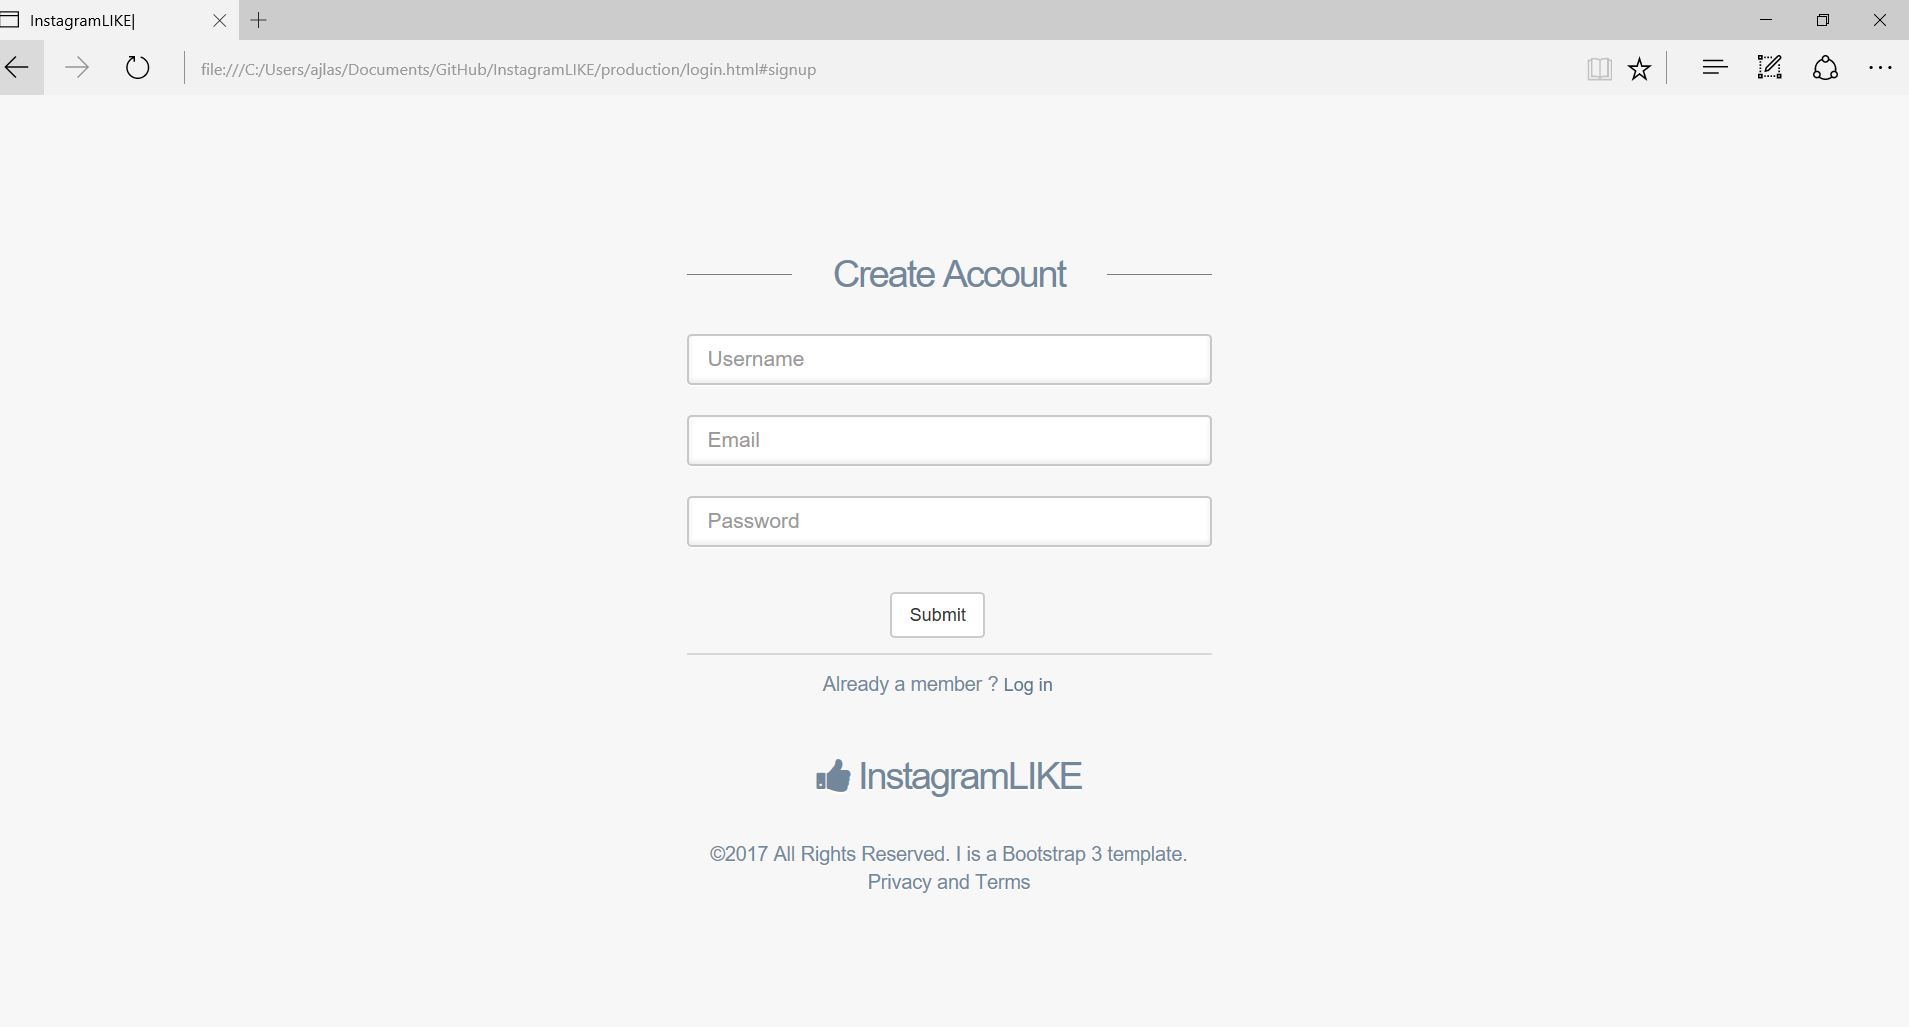 InstagramLIKE|
file:///C:/Users/ajlas/Documents/GitHub/InstagramLIKE/production/login.html#signup
Create Account
Username
Email
Password
Submit
Already a member ? Log in
InstagramLIKE
©2017 All Rights Reserved. I is a Bootstrap 3 template.
Privacy and Terms